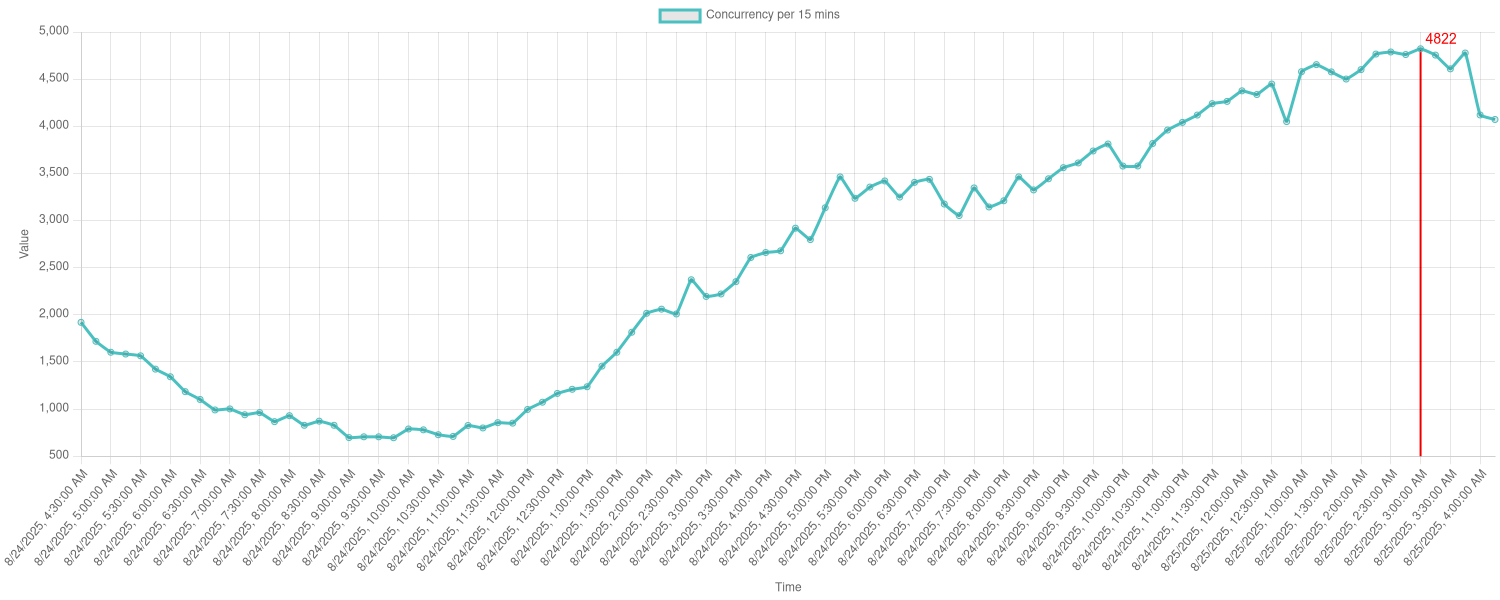 Concurrency per 15 mins
4822
5,000
4,500
4,000
3,500
3,000
2,500
2,000
1,500
1,000
500
Value
8/24/2025, 4:30:00 AM
8/24/2025, 5:00:00 AM
8/24/2025, 5:30:00 AM
8/24/2025, 6:00:00 AM
8/24/2025, 6:30:00 AM
8/24/2025, 7:00:00 AM
8/24/2025, 7:30:00 AM
8/24/2025, 8:00:00 AM
8/24/2025, 8:30:00 AM
8/24/2025, 9:00:00 AM
8/24/2025, 9:30:00 AM
8/24/2025, 10:00:00 AM
8/24/2025, 10:30:00 AM
8/24/2025, 11:00:00 AM
8/24/2025, 11:30:00 AM
8/24/2025, 12:00:00 PM
8/24/2025, 12:30:00 PM
8/24/2025, 1:00:00 PM
8/24/2025, 1:30:00 PM
8/24/2025, 2:00:00 PM
8/24/2025, 2:30:00 PM
8/24/2025, 3:00:00 PM
8/24/2025, 3:30:00 PM
8/24/2025, 4:00:00 PM
8/24/2025, 4:30:00 PM
8/24/2025, 5:00:00 PM
8/24/2025, 5:30:00 PM
8/24/2025, 6:00:00 PM
8/24/2025, 6:30:00 PM
8/24/2025, 7:00:00 PM
8/24/2025, 7:30:00 PM
8/24/2025, 8:00:00 PM
8/24/2025, 8:30:00 PM
8/24/2025, 9:00:00 PM
8/24/2025, 9:30:00 PM
8/24/2025, 10:00:00 PM
8/24/2025, 10:30:00 PM
8/24/2025, 11:00:00 PM
8/24/2025, 11:30:00 PM
8/25/2025, 12:00:00 AM
8/25/2025, 12:30:00 AM
8/25/2025, 1:00:00 AM
8/25/2025, 1:30:00 AM
8/25/2025, 2:00:00 AM
8/25/2025, 2:30:00 AM
8/25/2025, 3:00:00 AM
8/25/2025, 3:30:00 AM
8/25/2025, 4:00:00 AM
Time